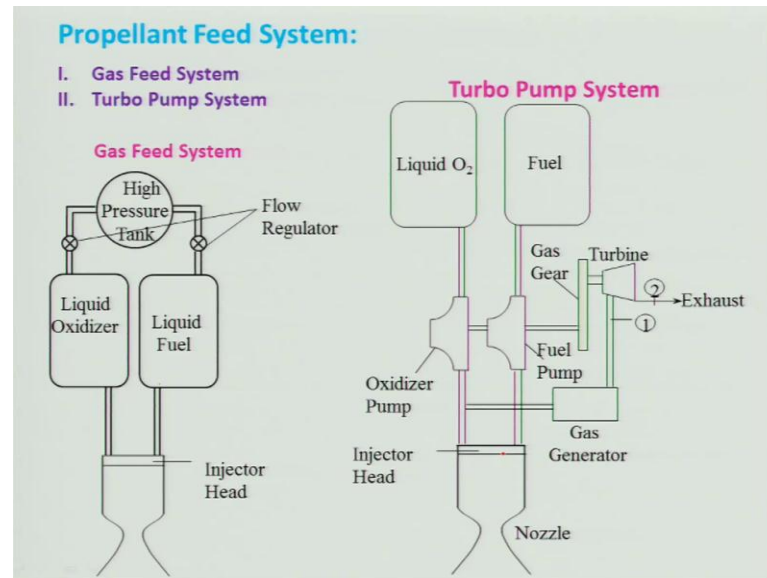 Propellant Feed System:
I. Gas Feed System
II. Turbo Pump System
Gas Feed System
High
Pressure
Tank
Flow
Regulator
Liquid
Oxidizer
Liquid
Fuel
Injector
Head
Turbo Pump System
Liquid O₂
Fuel
Gas
Gear
Turbine
2
Exhaust
1
Fuel
Pump
Oxidizer
Pump
Gas
Generator
Injector
Head
Nozzle